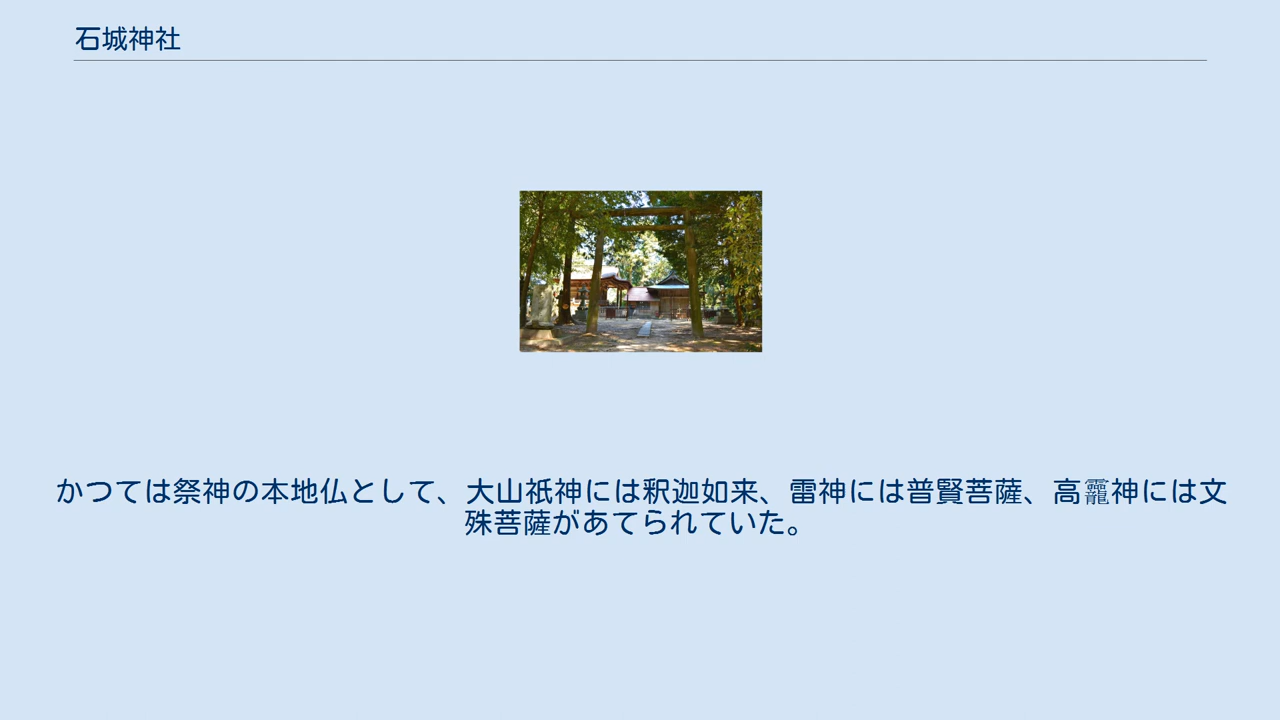 石城神社
かつては祭神の本地仏として、大山祇神には釈迦如来、雷神には普賢菩薩、高龗神には文
殊菩薩があてられていた。